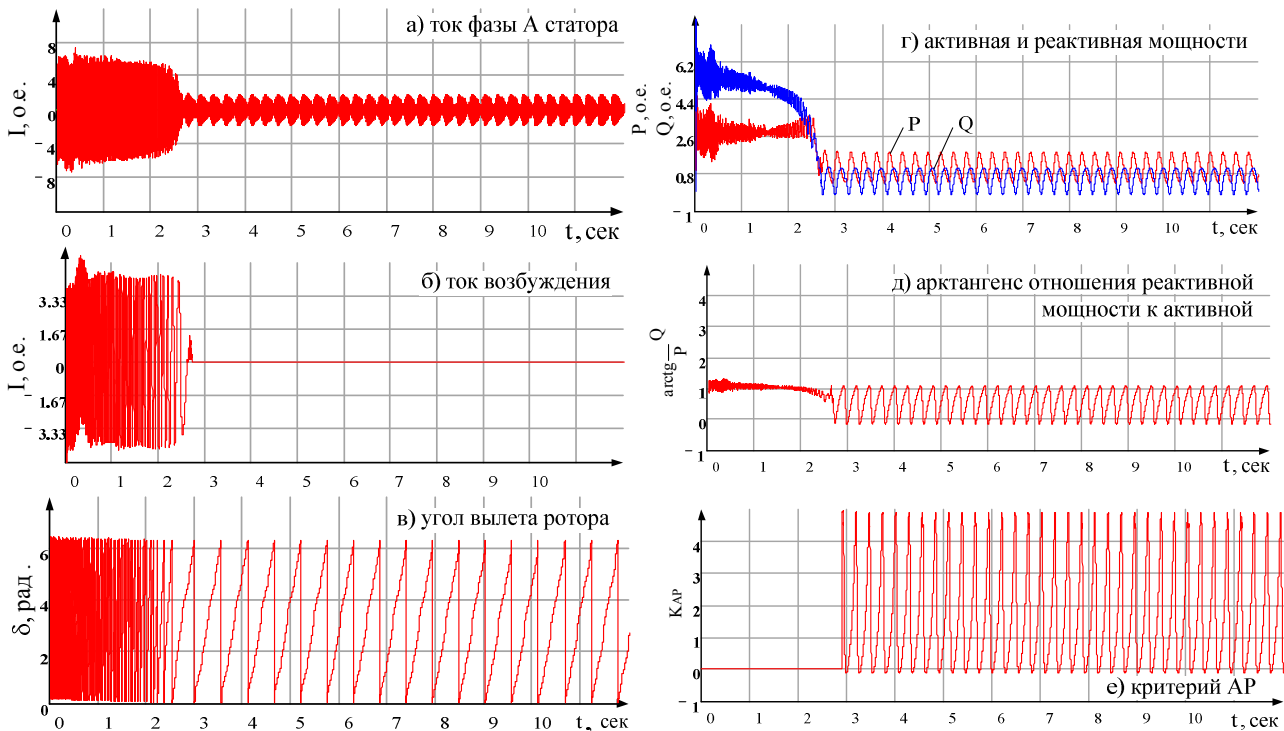 а) ток фазы А статора
I, о.е.
8
4
0
− 4
− 8
0 1 2 3 4 5 6 7 8 9 10 t, сек
б) ток возбуждения
I, о.е.
3.33
1.67
0
− 1.67
− 3.33
0 1 2 3 4 5 6 7 8 9 10 t, сек
в) угол вылета ротора
δ, рад .
6
4
2
0
0 1 2 3 4 5 6 7 8 9 10 t, сек
г) активная и реактивная мощности
P, о.е.
Q, о.е.
6.2
4.4
2.6
0.8
− 1
P Q
0 1 2 3 4 5 6 7 8 9 10 t, сек
д) арктангенс отношения реактивной
мощности к активной
arctg Q
P
4
3
2
1
0
− 1
0 1 2 3 4 5 6 7 8 9 10 t, сек
KАР
4
3
2
1
0
− 1
е) критерий АР
0 1 2 3 4 5 6 7 8 9 10 t, сек